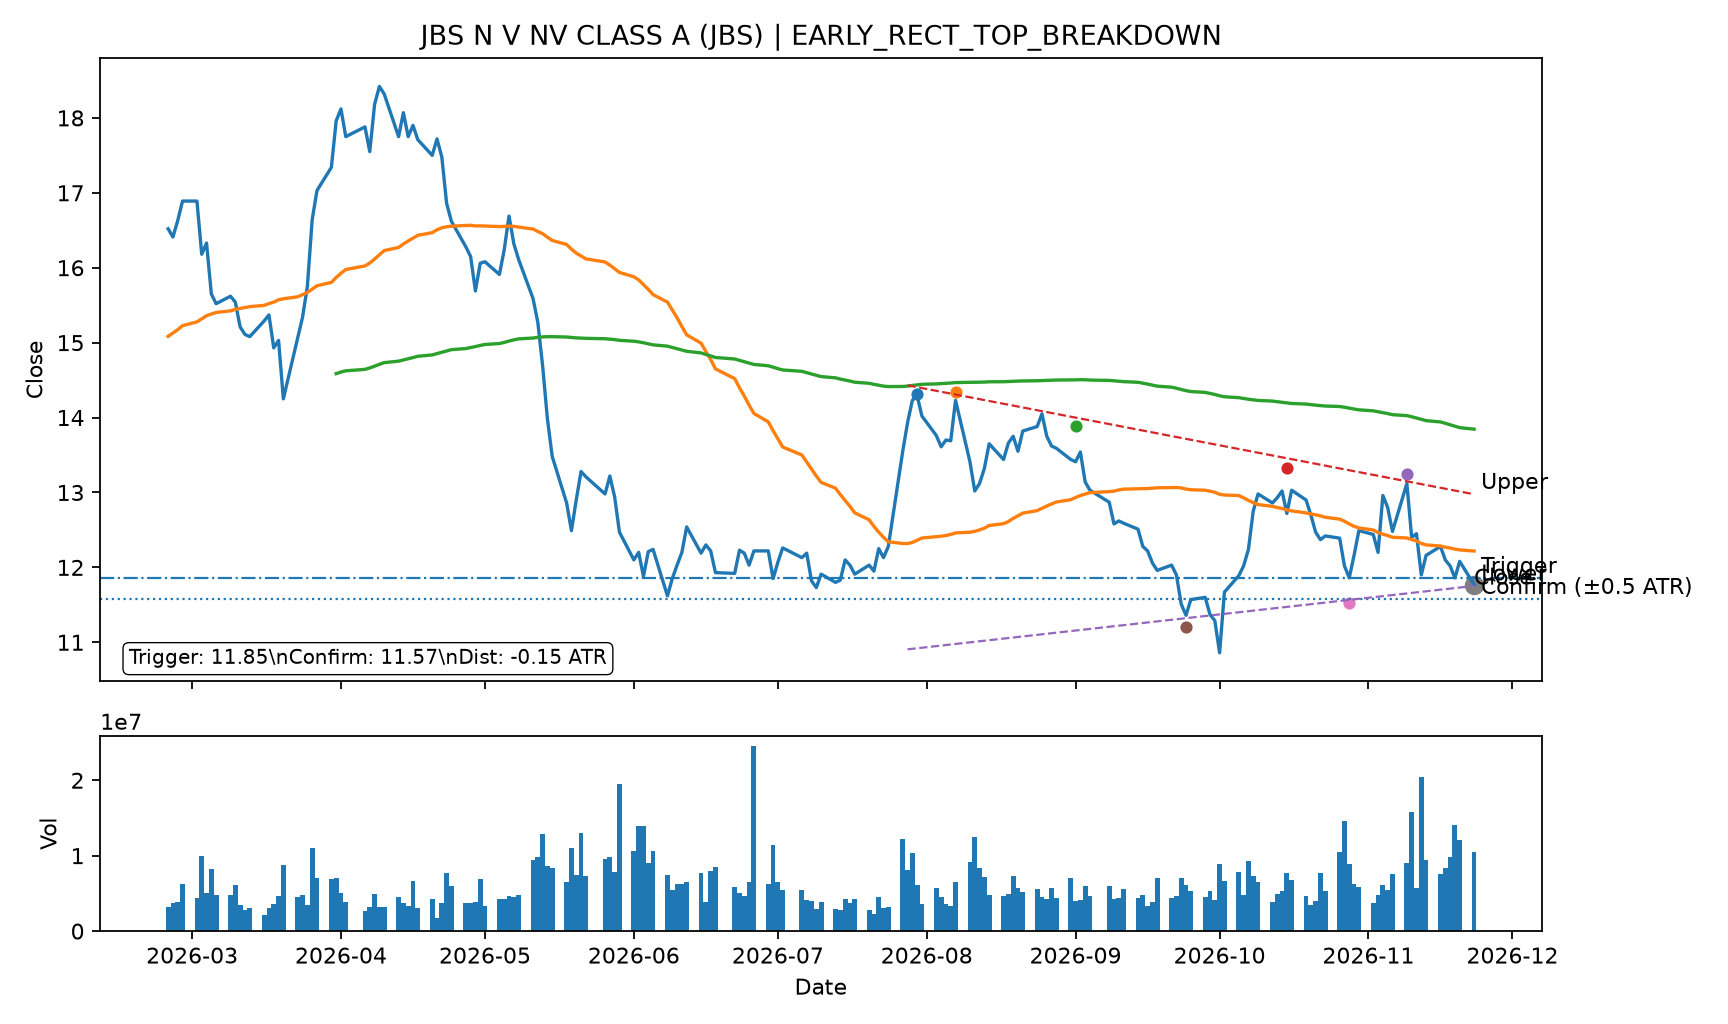 JBS N V NV CLASS A (JBS) | EARLY_RECT_TOP_BREAKDOWN
Close
18
17
16
15
14
13
12
11
Upper
Trigger
Lower
Close
Confirm (±0.5 ATR)
Trigger: 11.85\nConfirm: 11.57\nDist: -0.15 ATR
1e7
Vol
2
1
0
2026-03 2026-04 2026-05 2026-06 2026-07 2026-08 2026-09 2026-10 2026-11 2026-12
Date